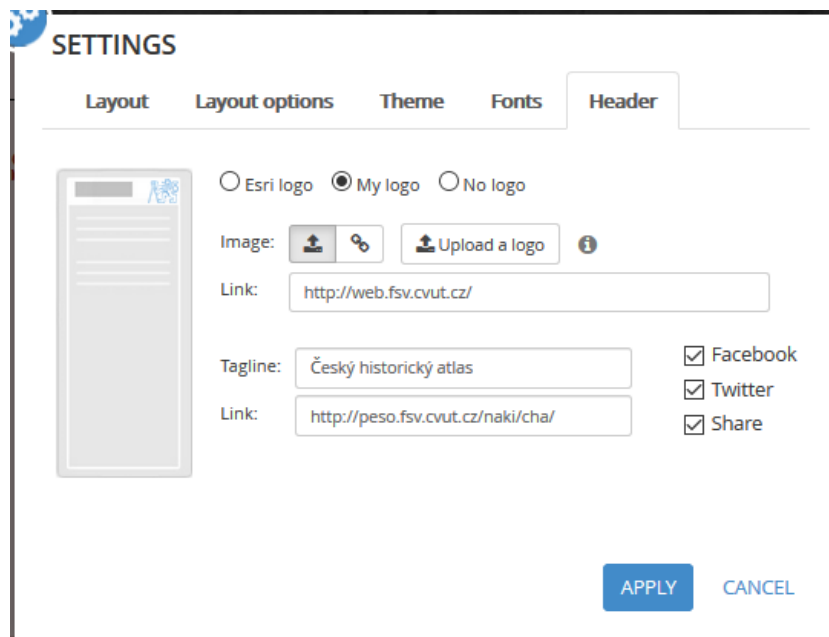 SETTINGS
Layout Layout options Theme Fonts Header
Esri logo My logo No logo
Image: Upload a logo
Link: http://web.fsv.cvut.cz/
Tagline: Český historický atlas
Facebook
Twitter
Link: http://peso.fsv.cvut.cz/naki/cha/
Share
APPLY CANCEL